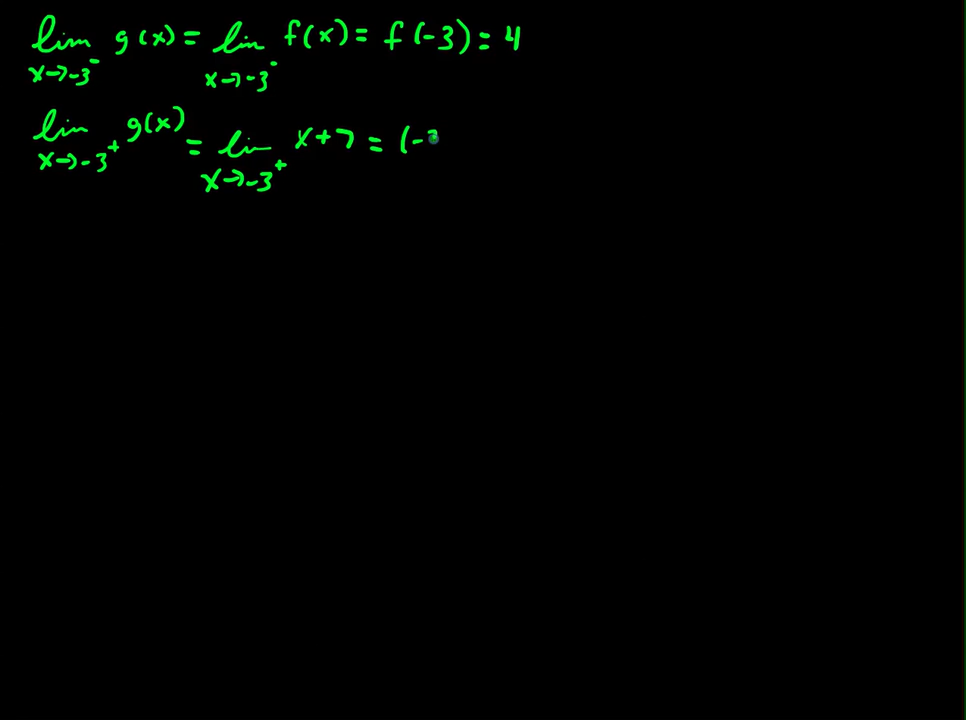 lim x→-3⁻ g(x) = lim x→-3⁻ f(x) = f(-3) = 4
lim x→-3⁺ g(x) = lim x→-3⁺ x+7 = (-